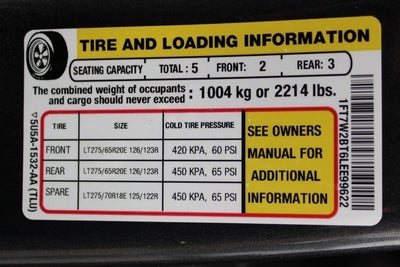 TIRE AND LOADING INFORMATION
SEATING CAPACITY TOTAL: 5 FRONT: 2 REAR: 3
The combined weight of occupants
and cargo should never exceed : 1004 kg or 2214 lbs.
TIRE SIZE COLD TIRE PRESSURE
FRONT LT275/65R20E 126/123R 420 KPA, 60 PSI
REAR LT275/65R20E 126/123R 450 KPA, 65 PSI
SPARE LT275/70R18E 125/122R 450 KPA, 65 PSI
SEE OWNERS
MANUAL FOR
ADDITIONAL
INFORMATION
5U5A-1532-AA (TLU)
1FT7W2BT6LEE99622